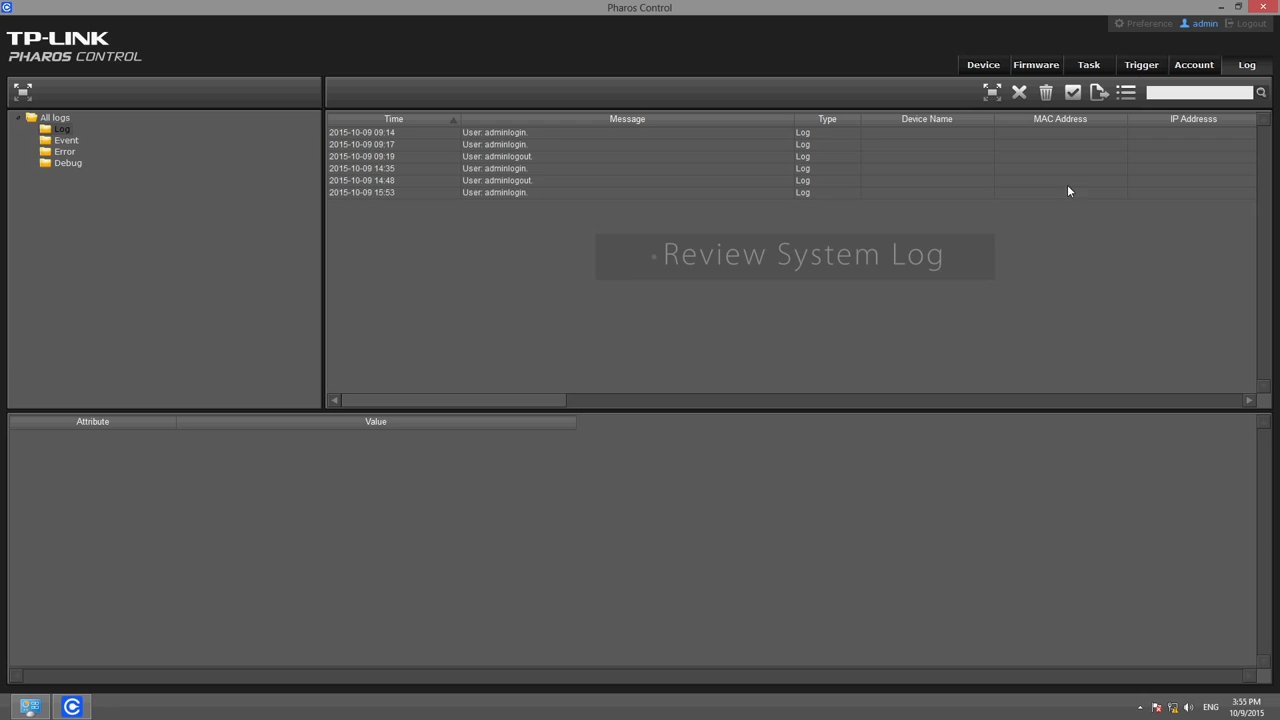 Pharos Control
Preference admin Logout
TP-LINK
PHAROS CONTROL
Device Firmware Task Trigger Account Log
All logs
Log
Event
Error
Debug
Time Message Type Device Name MAC Address IP Addresss
2015-10-09 09:14 User: adminlogin. Log
2015-10-09 09:17 User: adminlogin. Log
2015-10-09 09:19 User: adminlogout. Log
2015-10-09 14:35 User: adminlogin. Log
2015-10-09 14:48 User: adminlogout. Log
2015-10-09 15:53 User: adminlogin. Log
• Review System Log
Attribute Value
ENG
3:55 PM
10/9/2015